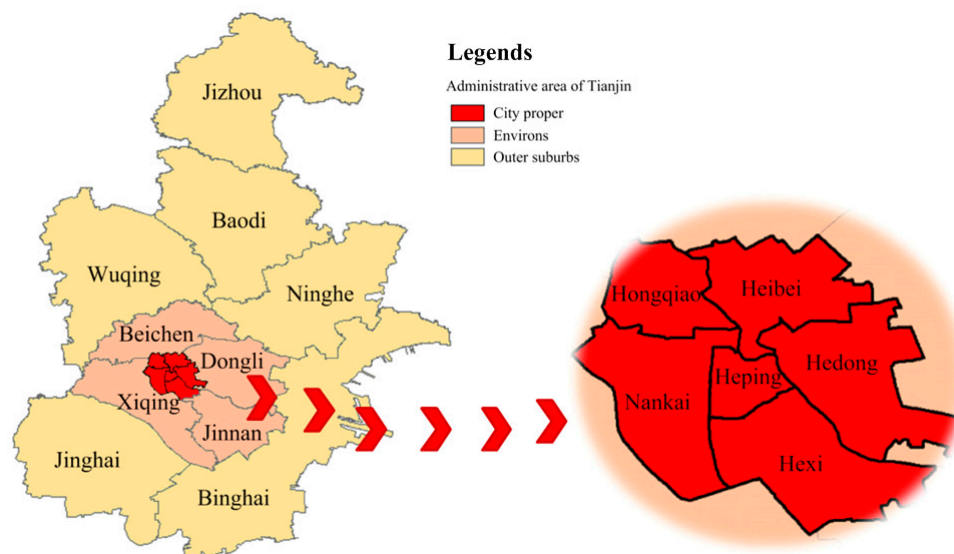 Legends
Administrative area of Tianjin
City proper
Environs
Outer suburbs
Jizhou
Baodi
Wuqing
Ninghe
Beichen
Dongli
Xiqing
Jinnan
Jinghai
Binghai
Hongqiao
Heibei
Hedong
Heping
Nankai
Hexi